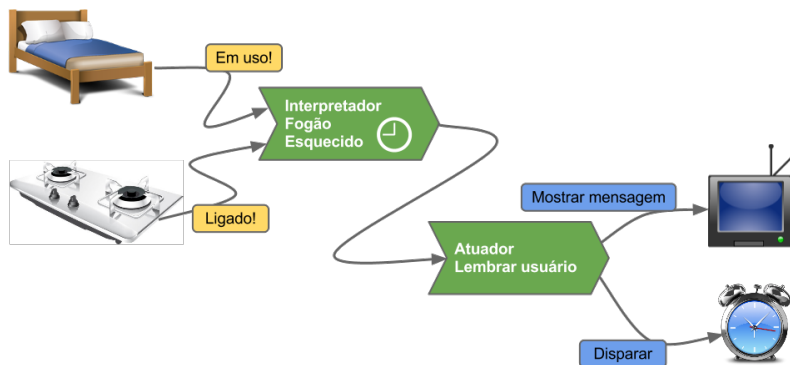 Em uso!
Interpretador
Fogão
Esquecido
Ligado!
Mostrar mensagem
Atuador
Lembrar usuário
Disparar